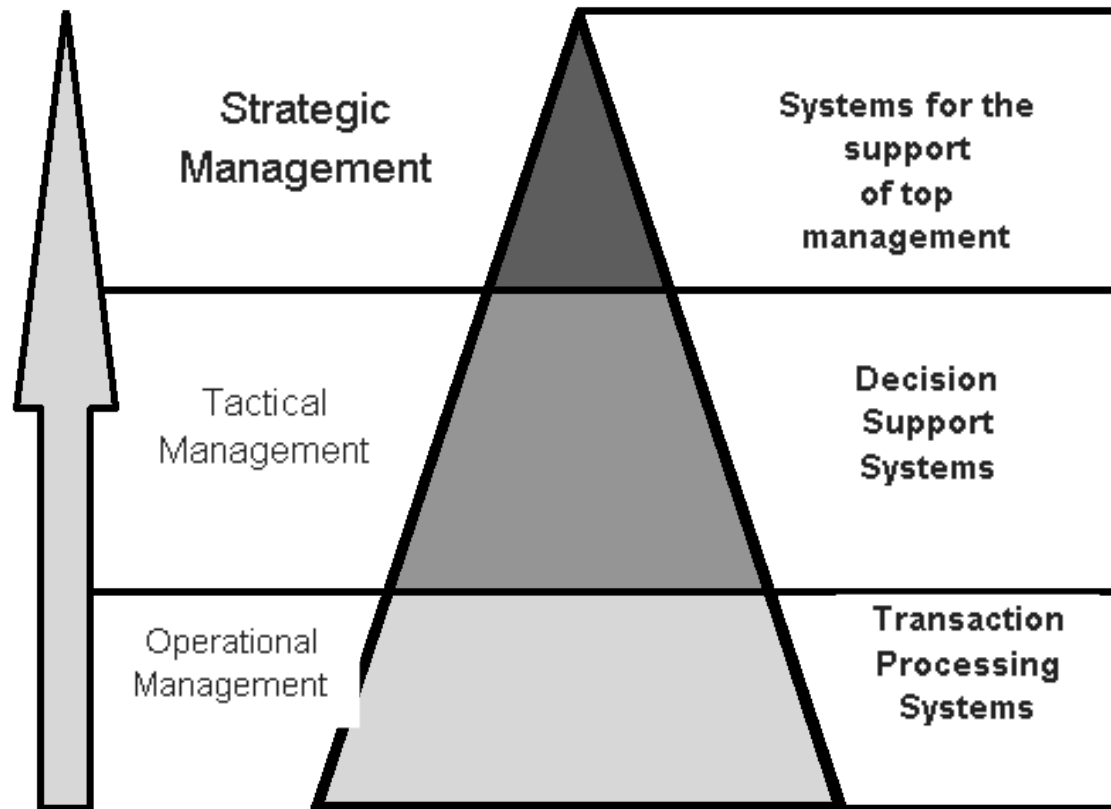 Strategic
Management
Systems for the
support
of top
management
Tactical
Management
Decision
Support
Systems
Operational
Management
Transaction
Processing
Systems